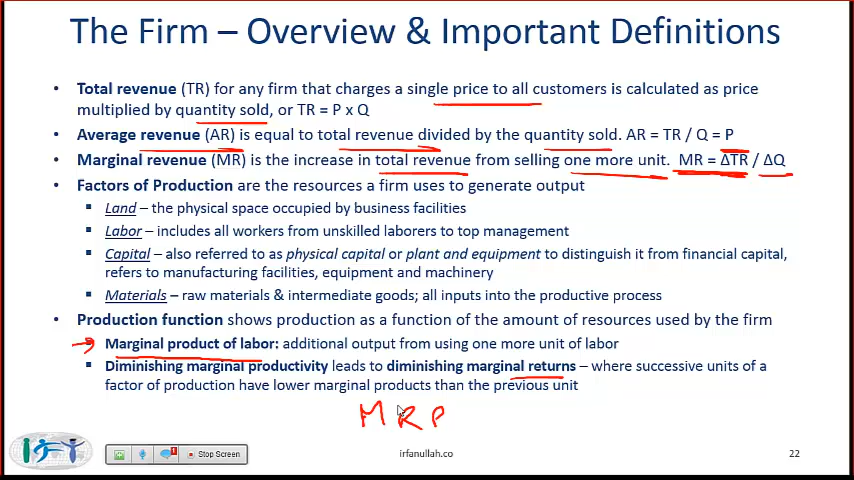 The Firm – Overview & Important Definitions
• Total revenue (TR) for any firm that charges a single price to all customers is calculated as price
multiplied by quantity sold, or TR = P x Q
• Average revenue (AR) is equal to total revenue divided by the quantity sold. AR = TR / Q = P
• Marginal revenue (MR) is the increase in total revenue from selling one more unit. MR = ΔTR / ΔQ
• Factors of Production are the resources a firm uses to generate output
▪ Land – the physical space occupied by business facilities
▪ Labor – includes all workers from unskilled laborers to top management
▪ Capital – also referred to as physical capital or plant and equipment to distinguish it from financial capital,
refers to manufacturing facilities, equipment and machinery
▪ Materials – raw materials & intermediate goods; all inputs into the productive process
• Production function shows production as a function of the amount of resources used by the firm
▪ Marginal product of labor: additional output from using one more unit of labor
▪ Diminishing marginal productivity leads to diminishing marginal returns – where successive units of a
factor of production have lower marginal products than the previous unit
MRP
IFT
Stop Screen
irfanullah.co
22